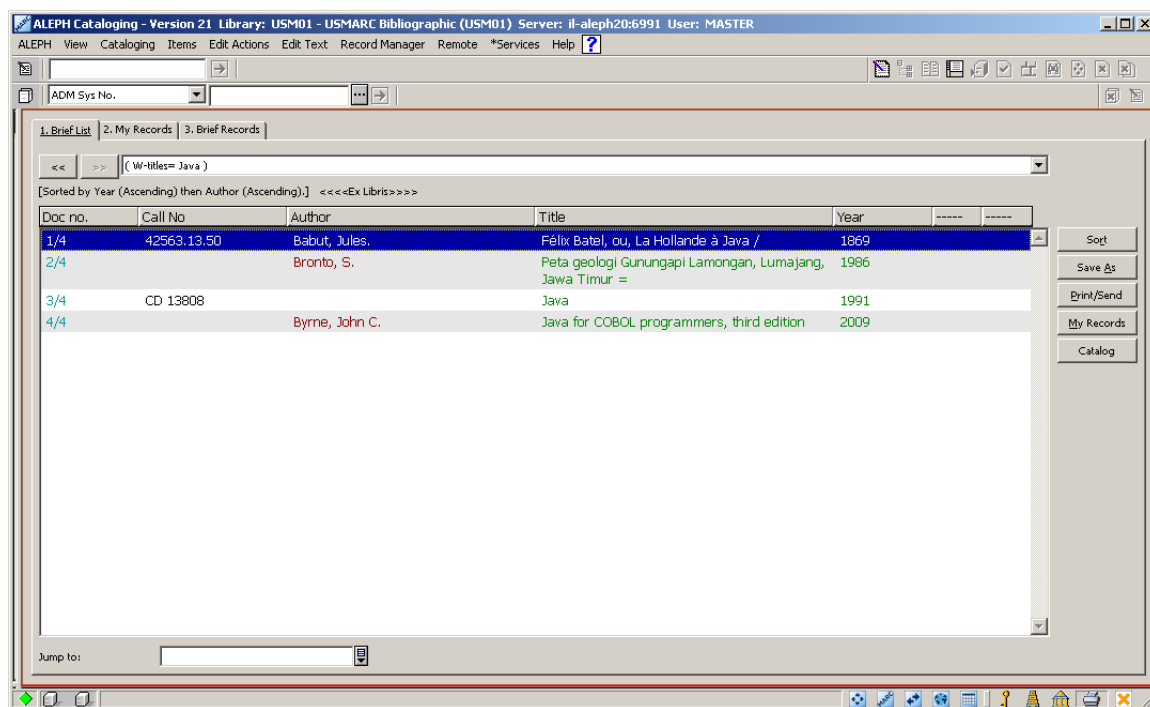 ALEPH Cataloging - Version 21 Library: USM01 - USMARC Bibliographic (USM01) Server: il-aleph20:6991 User: MASTER
ALEPH View Cataloging Items Edit Actions Edit Text Record Manager Remote *Services Help ?
ADM Sys No. ...
1. Brief List 2. My Records 3. Brief Records
<< >> ( W-titles= Java )
[Sorted by Year (Ascending) then Author (Ascending).] <<<<Ex Libris>>>>
Doc no. Call No Author Title Year ----- -----
1/4 42563.13.50 Babut, Jules. Félix Batel, ou, La Hollande à Java / 1869 Sort
2/4 Bronto, S. Peta geologi Gunungapi Lamongan, Lumajang, 1986 Save As
Jawa Timur =
3/4 CD 13808 Java 1991 Print/Send
4/4 Byrne, John C. Java for COBOL programmers, third edition 2009 My Records
Catalog
Jump to: